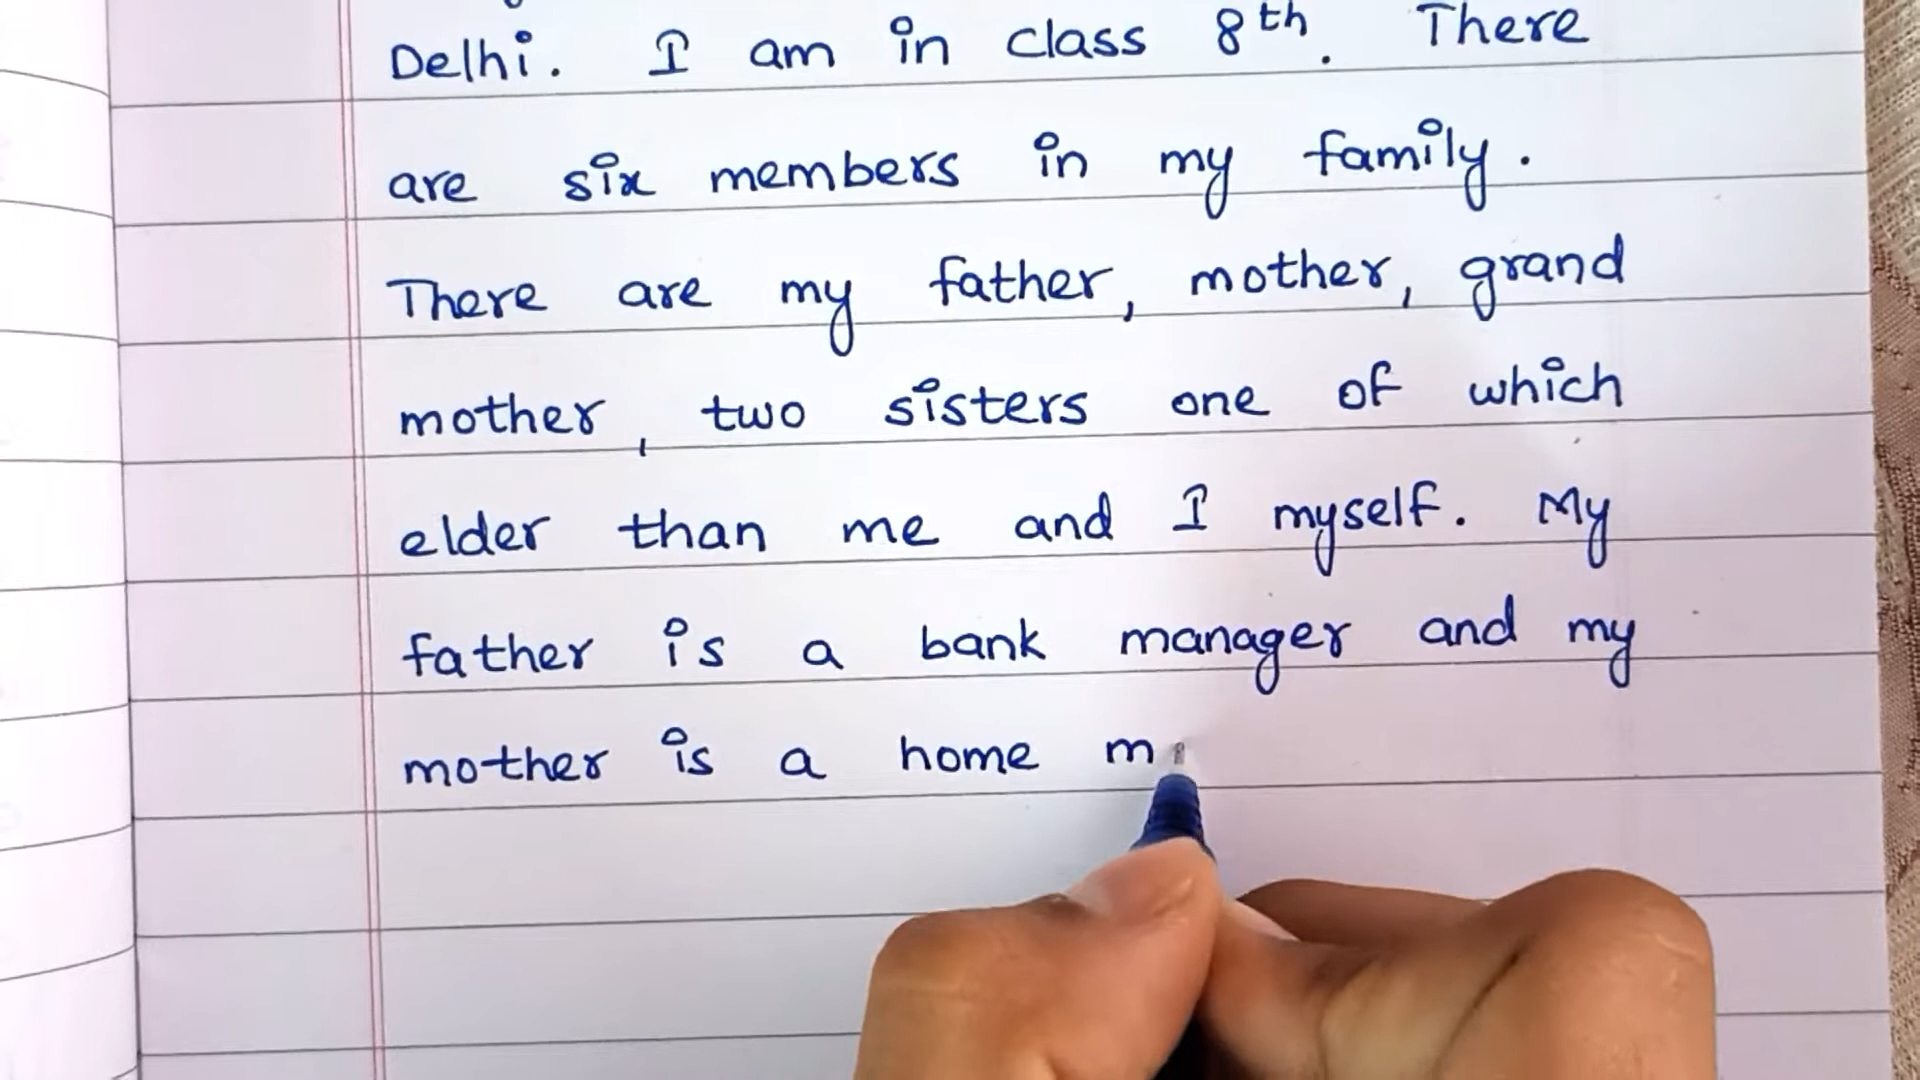 Delhi. I am in class 8th. There
are six members in my family.
There are my father, mother, grand
mother, two sisters one of which
elder than me and I myself. My
father is a bank manager and my
mother is a home m